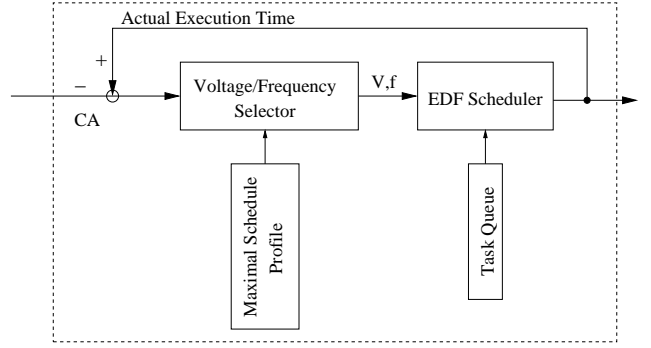 Actual Execution Time
+
−
CA
Voltage/Frequency
Selector
V,f
EDF Scheduler
Maximal Schedule
Profile
Task Queue